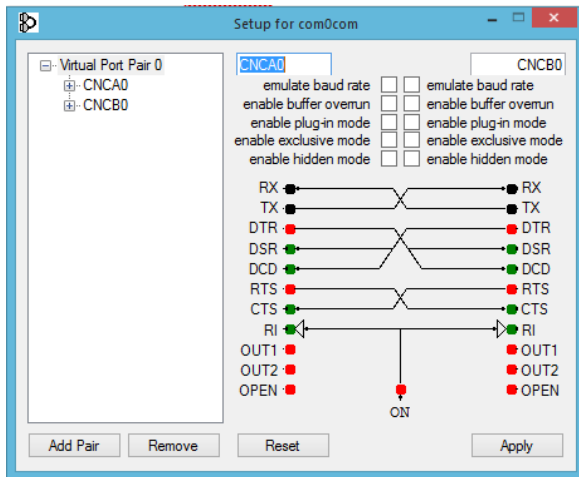 Setup for com0com
Virtual Port Pair 0
CNCA0
CNCB0
CNCA0 CNCB0
emulate baud rate emulate baud rate
enable buffer overrun enable buffer overrun
enable plug-in mode enable plug-in mode
enable exclusive mode enable exclusive mode
enable hidden mode enable hidden mode
RX RX
TX TX
DTR DTR
DSR DSR
DCD DCD
RTS RTS
CTS CTS
RI RI
OUT1 OUT1
OUT2 OUT2
OPEN OPEN
ON
Add Pair Remove Reset Apply